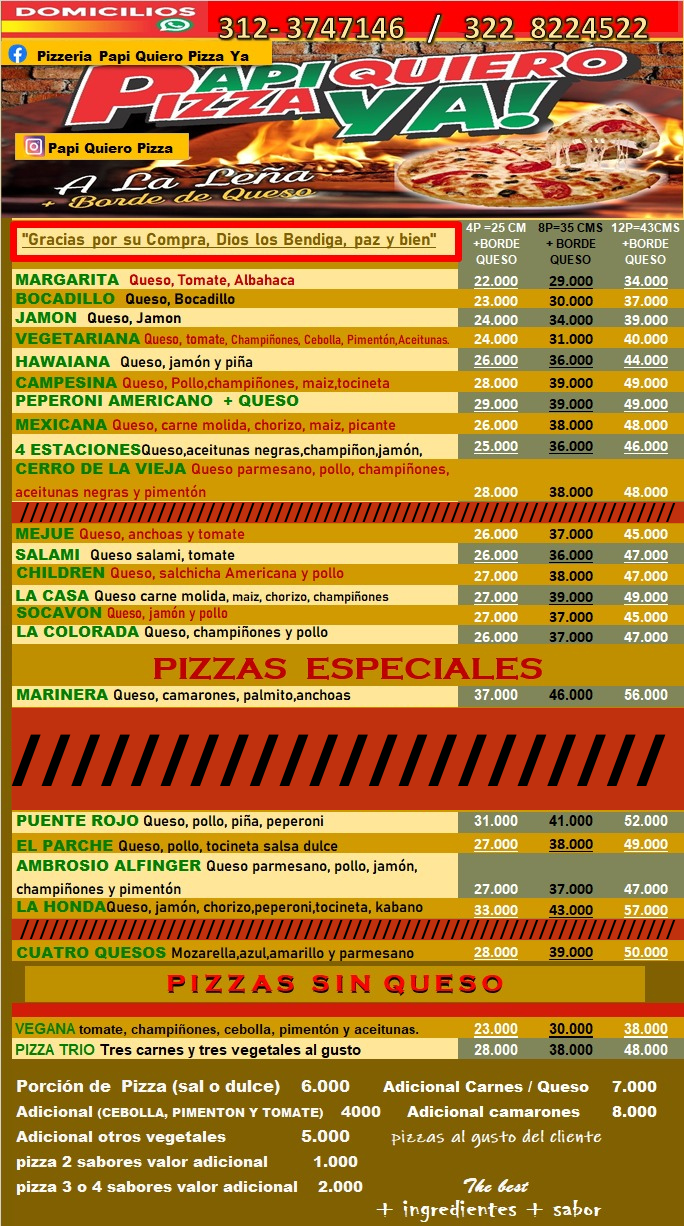 DOMICILIOS
312- 3747146 / 322 8224522
Pizzeria Papi Quiero Pizza Ya
PAPI QUIERO
PIZZA YA!
Papi Quiero Pizza
A La Leña
+ Borde de Queso
"Gracias por su Compra, Dios los Bendiga, paz y bien"
4P =25 CM 8P=35 CMS 12P=43CMS
+BORDE + BORDE +BORDE
QUESO QUESO QUESO
MARGARITA Queso, Tomate, Albahaca 22.000 29.000 34.000
BOCADILLO Queso, Bocadillo 23.000 30.000 37.000
JAMON Queso, Jamon 24.000 34.000 39.000
VEGETARIANA Queso, tomate, Champiñones, Cebolla, Pimentón,Aceitunas. 24.000 31.000 40.000
HAWAIANA Queso, jamón y piña 26.000 36.000 44.000
CAMPESINA Queso, Pollo,champiñones, maiz,tocineta 28.000 39.000 49.000
PEPERONI AMERICANO + QUESO 29.000 39.000 49.000
MEXICANA Queso, carne molida, chorizo, maiz, picante 26.000 38.000 48.000
4 ESTACIONESQueso,aceitunas negras,champiñon,jamón, 25.000 36.000 46.000
CERRO DE LA VIEJA Queso parmesano, pollo, champiñones,
aceitunas negras y pimentón 28.000 38.000 48.000
MEJUE Queso, anchoas y tomate 26.000 37.000 45.000
SALAMI Queso salami, tomate 26.000 36.000 47.000
CHILDREN Queso, salchicha Americana y pollo 27.000 38.000 47.000
LA CASA Queso carne molida, maiz, chorizo, champiñones 27.000 39.000 49.000
SOCAVON Queso, jamón y pollo 27.000 37.000 45.000
LA COLORADA Queso, champiñones y pollo 26.000 37.000 47.000
PIZZAS ESPECIALES
MARINERA Queso, camarones, palmito,anchoas 37.000 46.000 56.000
PUENTE ROJO Queso, pollo, piña, peperoni 31.000 41.000 52.000
EL PARCHE Queso, pollo, tocineta salsa dulce 27.000 38.000 49.000
AMBROSIO ALFINGER Queso parmesano, pollo, jamón,
champiñones y pimentón 27.000 37.000 47.000
LA HONDAQueso, jamón, chorizo,peperoni,tocineta, kabano 33.000 43.000 57.000
CUATRO QUESOS Mozarella,azul,amarillo y parmesano 28.000 39.000 50.000
PIZZAS SIN QUESO
VEGANA tomate, champiñones, cebolla, pimentón y aceitunas. 23.000 30.000 38.000
PIZZA TRIO Tres carnes y tres vegetales al gusto 28.000 38.000 48.000
Porción de Pizza (sal o dulce) 6.000 Adicional Carnes / Queso 7.000
Adicional (CEBOLLA, PIMENTON Y TOMATE) 4000 Adicional camarones 8.000
Adicional otros vegetales 5.000 pizzas al gusto del cliente
pizza 2 sabores valor adicional 1.000
pizza 3 o 4 sabores valor adicional 2.000 The best
+ ingredientes + sabor